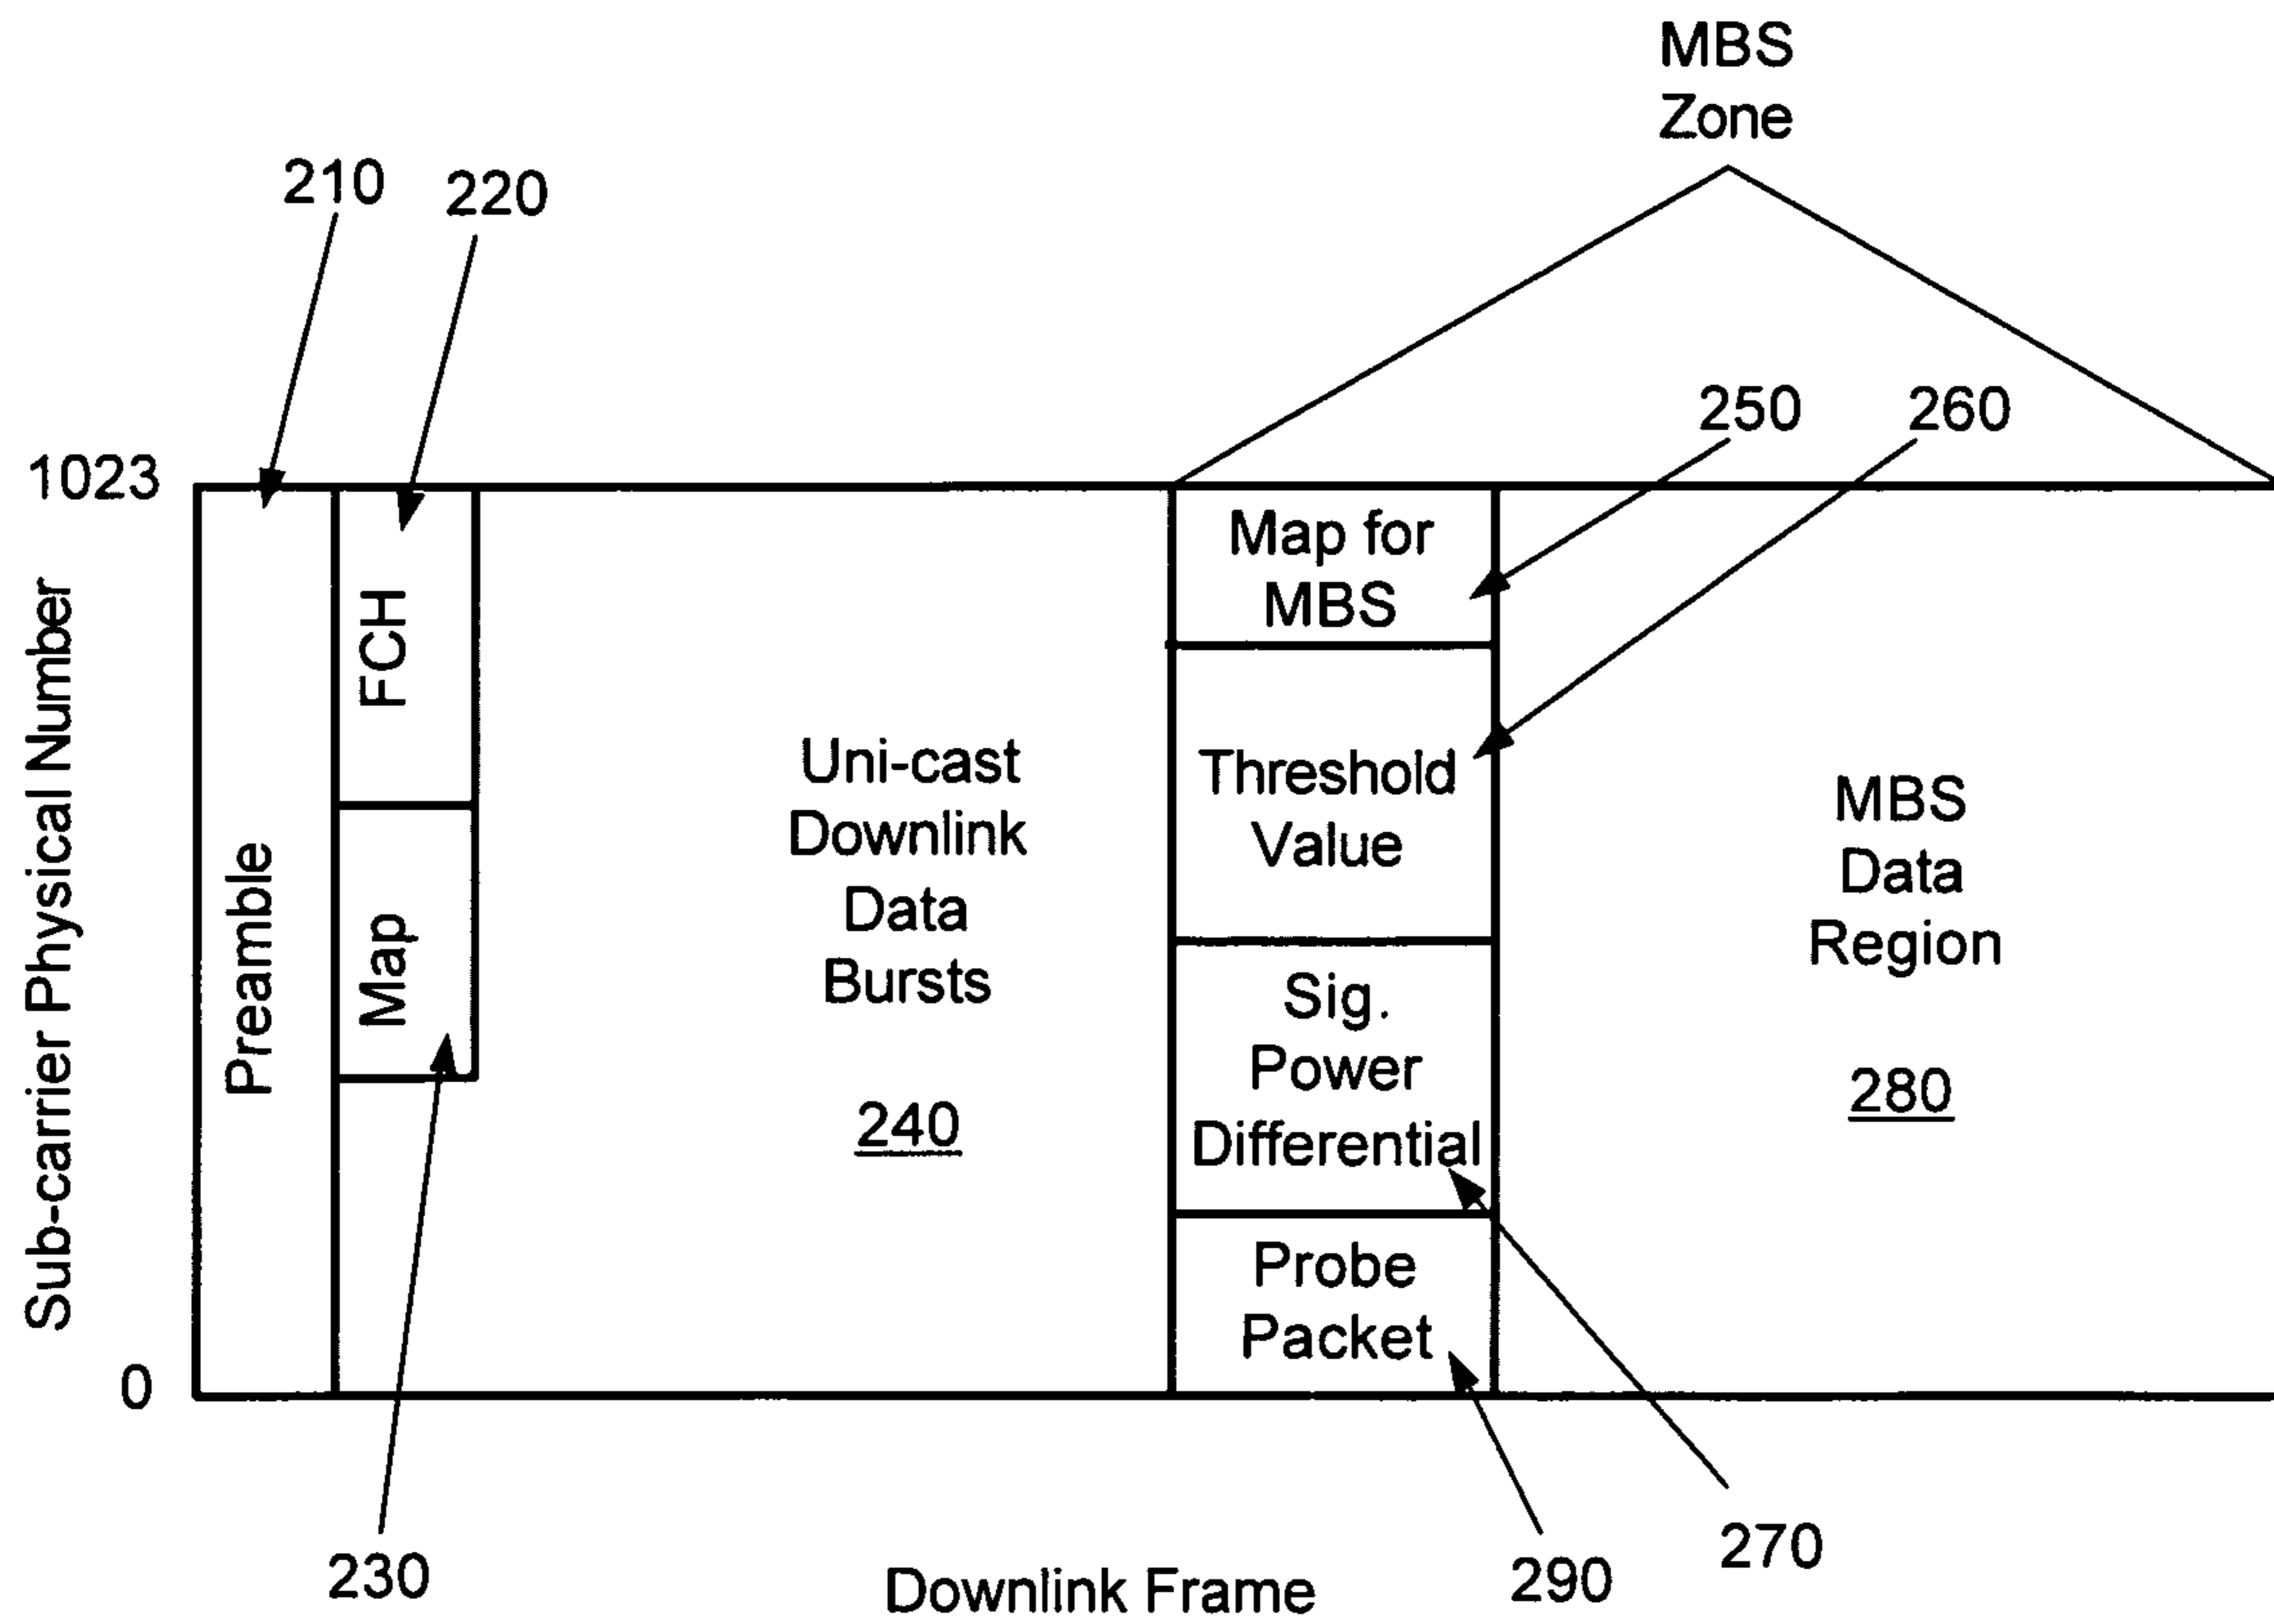 MBS
Zone
210
220
250
260
1023
Sub-carrier Physical Number
0
Preamble
FCH
Map
Uni-cast
Downlink
Data
Bursts
240
Map for
MBS
Threshold
Value
Sig.
Power
Differential
Probe
Packet
MBS
Data
Region
280
230
290
270
Downlink Frame